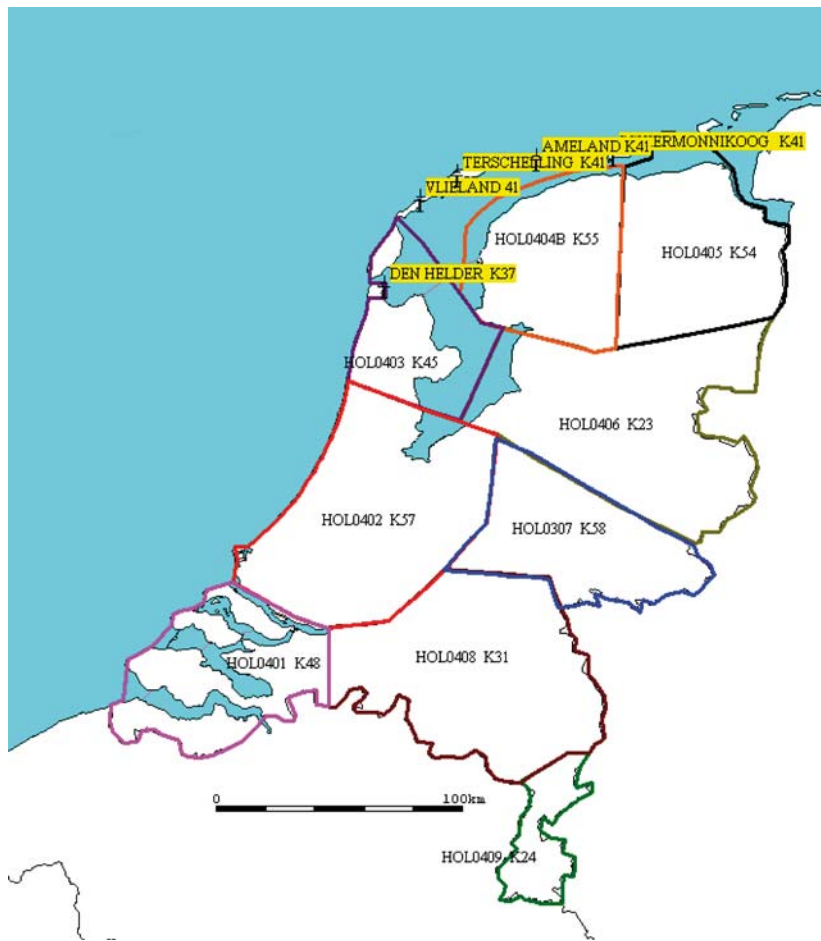 AMELAND K41
ERMONNIKOOG K41
TERSCHELLING K41
VLIELAND 41
HOL0404B K55
HOL0405 K54
DEN HELDER K37
HOL0403 K45
HOL0406 K23
HOL0402 K57
HOL0307 K58
HOL0401 K48
HOL0408 K31
0 100km
HOL0409 K24